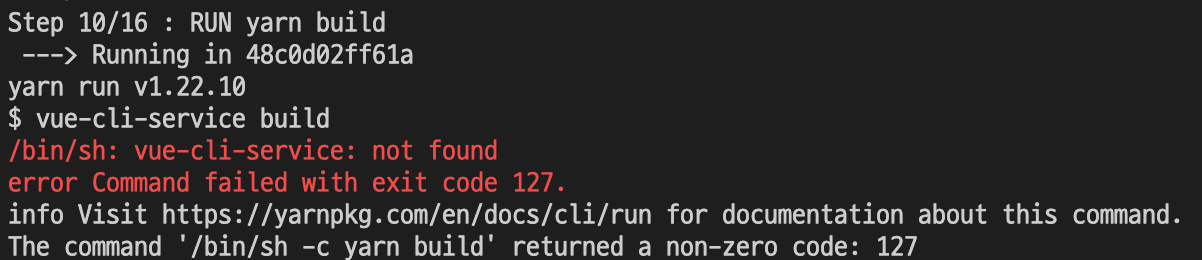 Step 10/16 : RUN yarn build
 ---> Running in 48c0d02ff61a
yarn run v1.22.10
$ vue-cli-service build
/bin/sh: vue-cli-service: not found
error Command failed with exit code 127.
info Visit https://yarnpkg.com/en/docs/cli/run for documentation about this command.
The command '/bin/sh -c yarn build' returned a non-zero code: 127